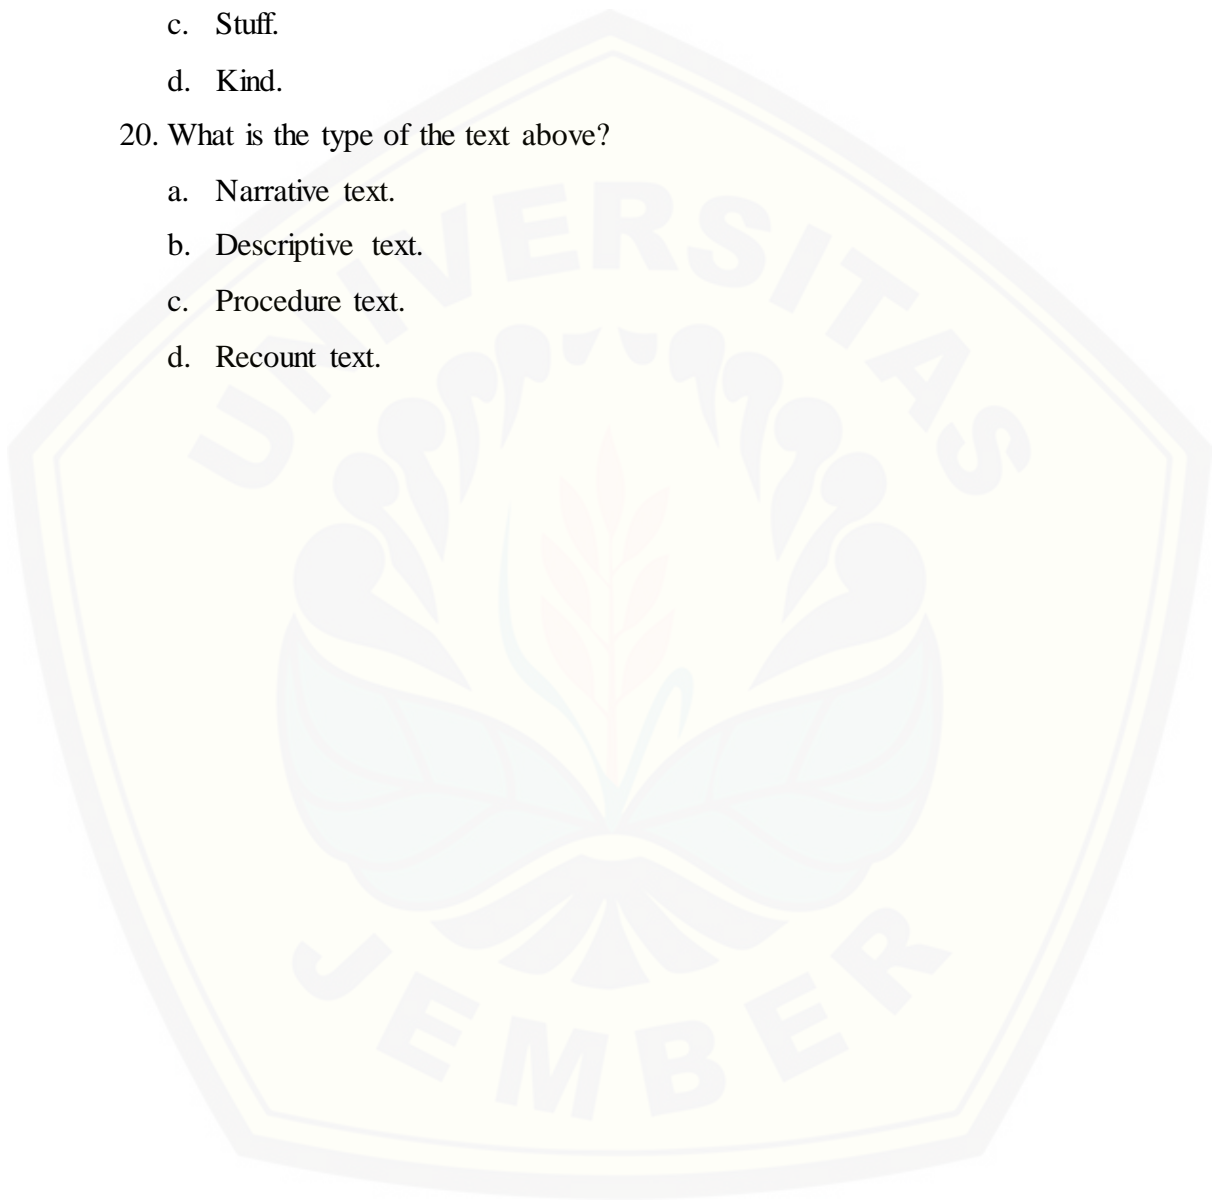 c. Stuff.
d. Kind.
20. What is the type of the text above?
a. Narrative text.
b. Descriptive text.
c. Procedure text.
d. Recount text.
UNIVERSITAS
JEMBER